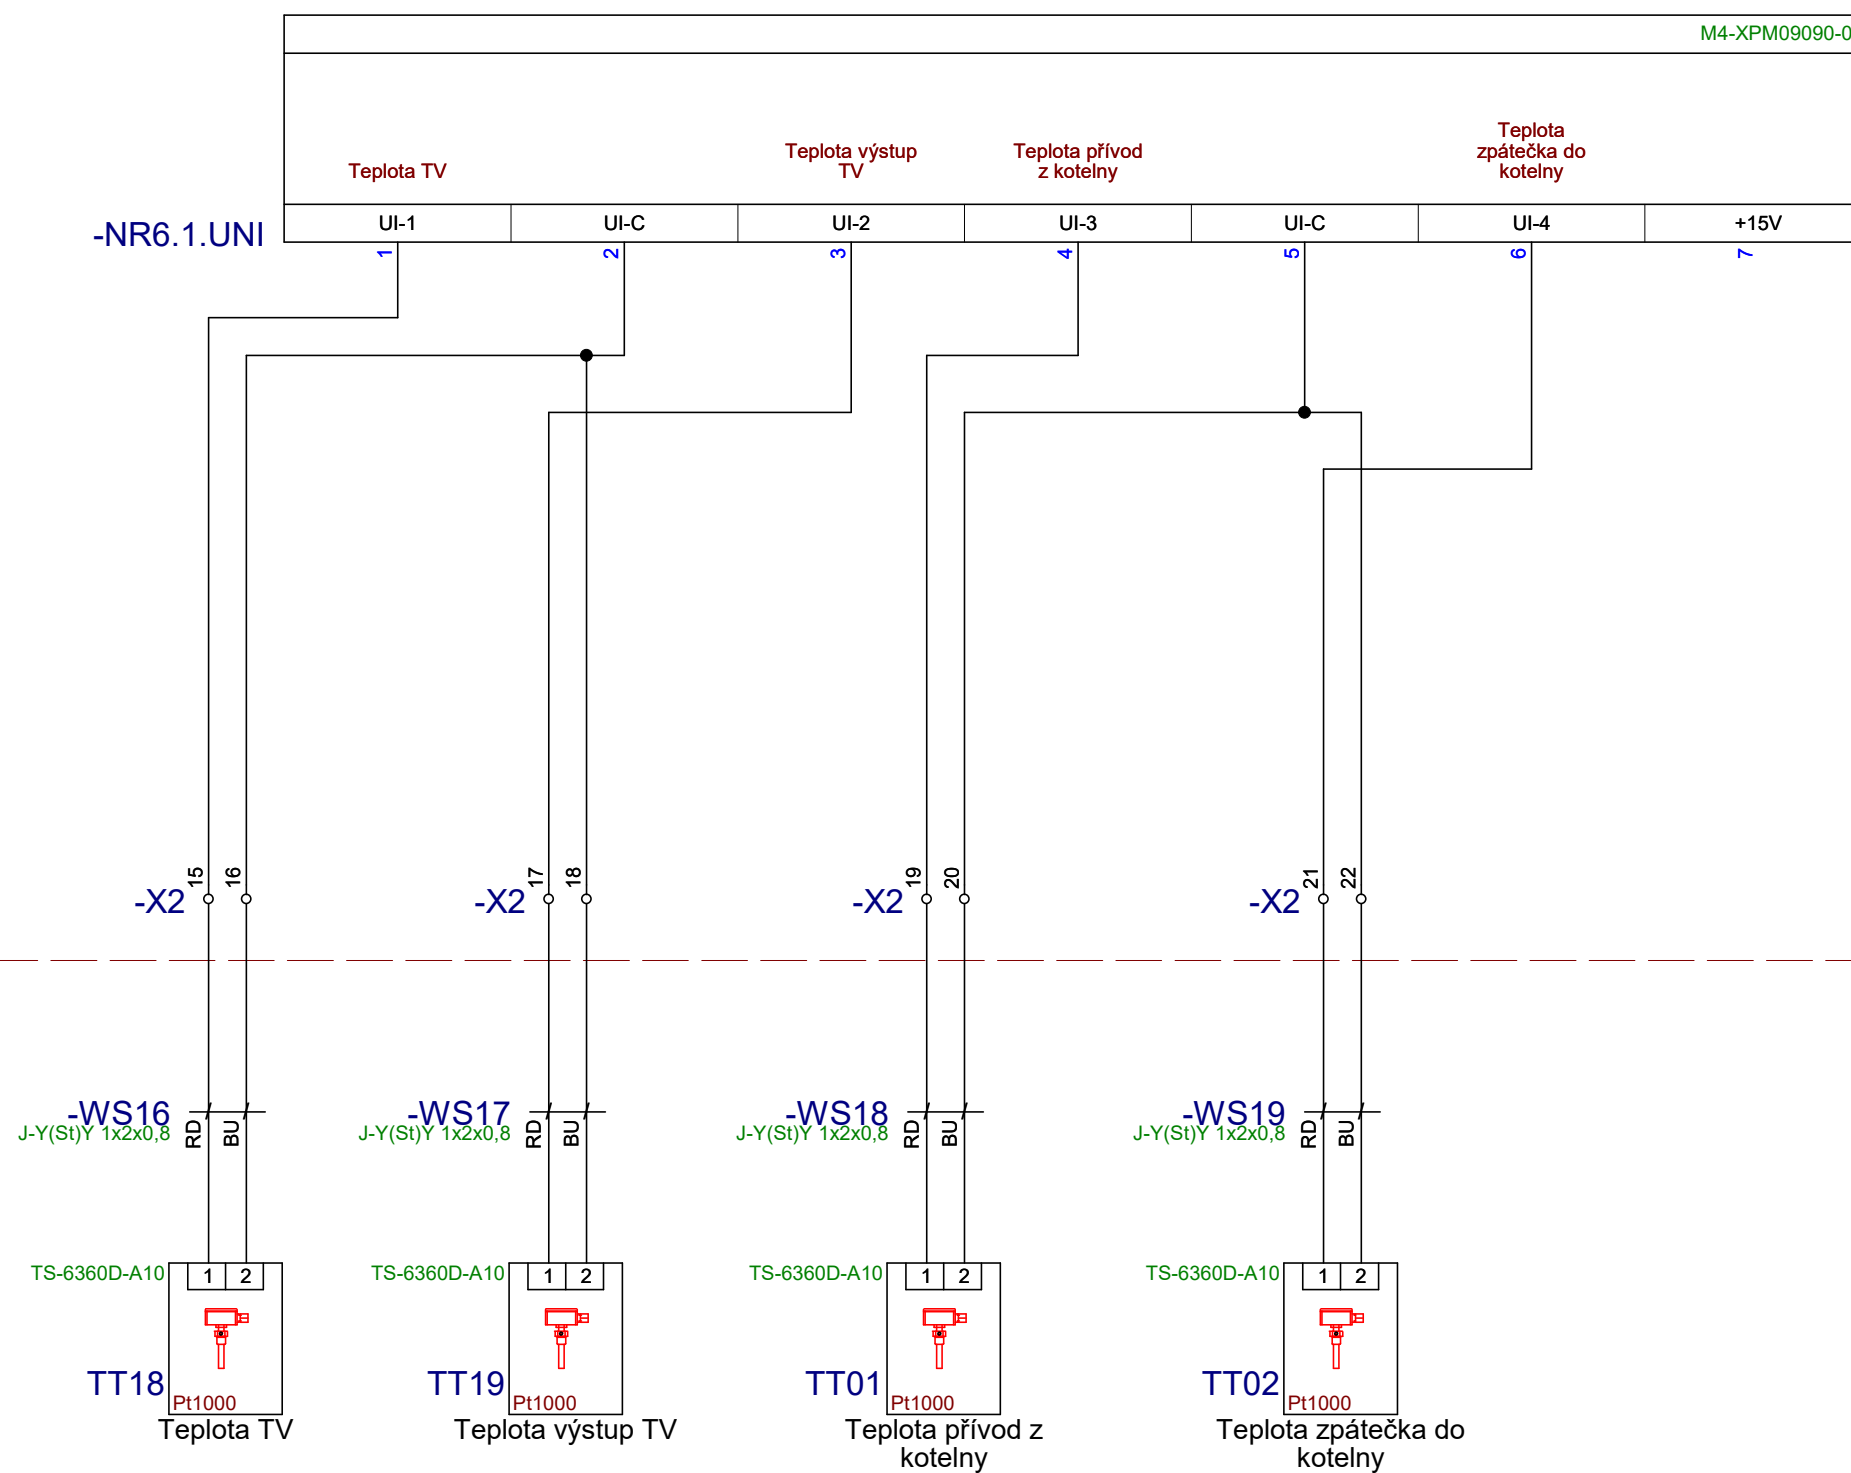 M4-XPM09090-0
Teplota TV
Teplota výstup
TV
Teplota přívod
z kotelny
Teplota
zpátečka do
kotelny
-NR6.1.UNI
UI-1
UI-C
UI-2
UI-3
UI-C
UI-4
+15V
1
2
3
4
5
6
7
-X2
15
16
-X2
17
18
-X2
19
20
-X2
21
22
-WS16
J-Y(St)Y 1x2x0,8
RD
BU
-WS17
J-Y(St)Y 1x2x0,8
RD
BU
-WS18
J-Y(St)Y 1x2x0,8
RD
BU
-WS19
J-Y(St)Y 1x2x0,8
RD
BU
TS-6360D-A10
1 2
TT18
Pt1000
Teplota TV
TS-6360D-A10
1 2
TT19
Pt1000
Teplota výstup TV
TS-6360D-A10
1 2
TT01
Pt1000
Teplota přívod z
kotelny
TS-6360D-A10
1 2
TT02
Pt1000
Teplota zpátečka do
kotelny